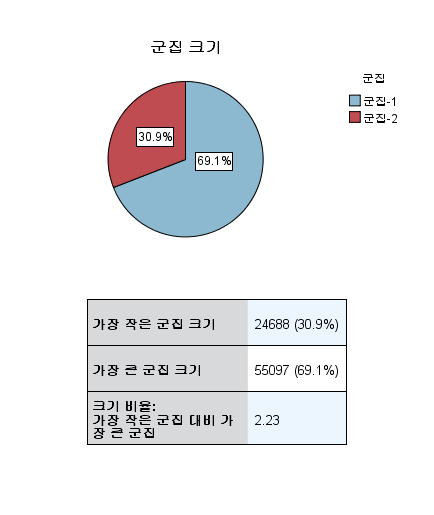 군집 크기
군집
군집-1
군집-2
30.9%
69.1%
가장 작은 군집 크기 24688 (30.9%)
가장 큰 군집 크기 55097 (69.1%)
크기 비율:
가장 작은 군집 대비 가
장 큰 군집
2.23